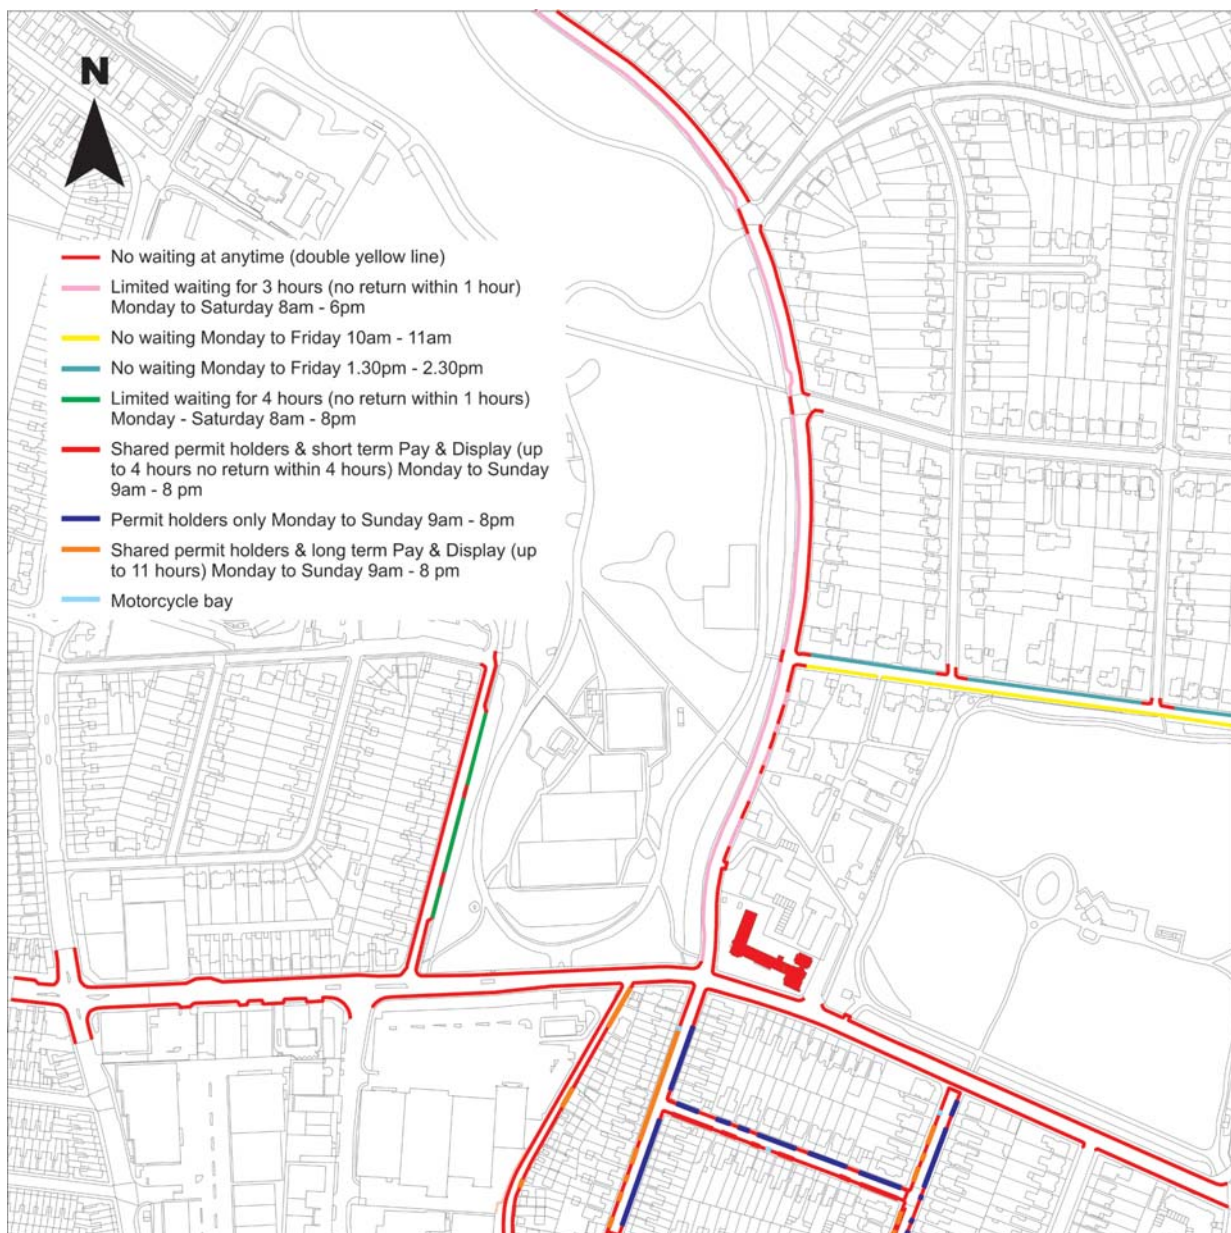 N
No waiting at anytime (double yellow line)
Limited waiting for 3 hours (no return within 1 hour)
Monday to Saturday 8am - 6pm
No waiting Monday to Friday 10am - 11am
No waiting Monday to Friday 1.30pm - 2.30pm
Limited waiting for 4 hours (no return within 1 hours)
Monday - Saturday 8am - 8pm
Shared permit holders & short term Pay & Display (up
to 4 hours no return within 4 hours) Monday to Sunday
9am - 8 pm
Permit holders only Monday to Sunday 9am - 8pm
Shared permit holders & long term Pay & Display (up
to 11 hours) Monday to Sunday 9am - 8 pm
Motorcycle bay